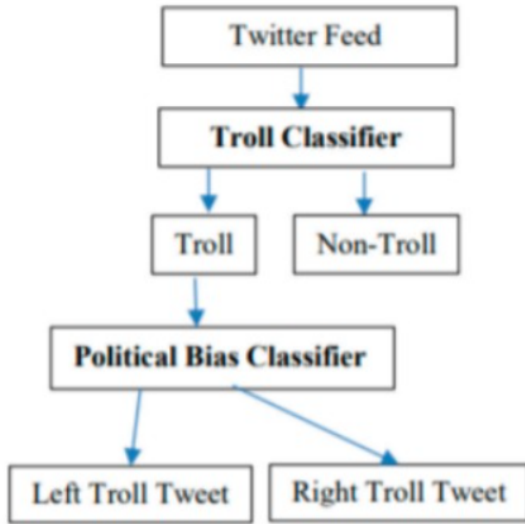 Twitter Feed
Troll Classifier
Troll
Non-Troll
Political Bias Classifier
Left Troll Tweet
Right Troll Tweet